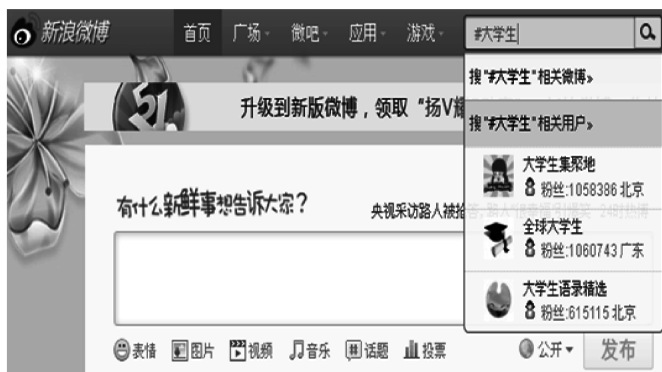 新浪微博 首页 广场 微吧 应用 游戏 #大学生
搜"#大学生"相关微博»
升级到新版微博，领取“扬V耀
搜"#大学生"相关用户»
大学生集聚地
粉丝:1058386 北京
有什么新鲜事想告诉大家？
央视采访路人被抢答
全球大学生
粉丝:1060743 广东
大学生语录精选
粉丝:615115 北京
表情 图片 视频 音乐 话题 投票 公开 发布